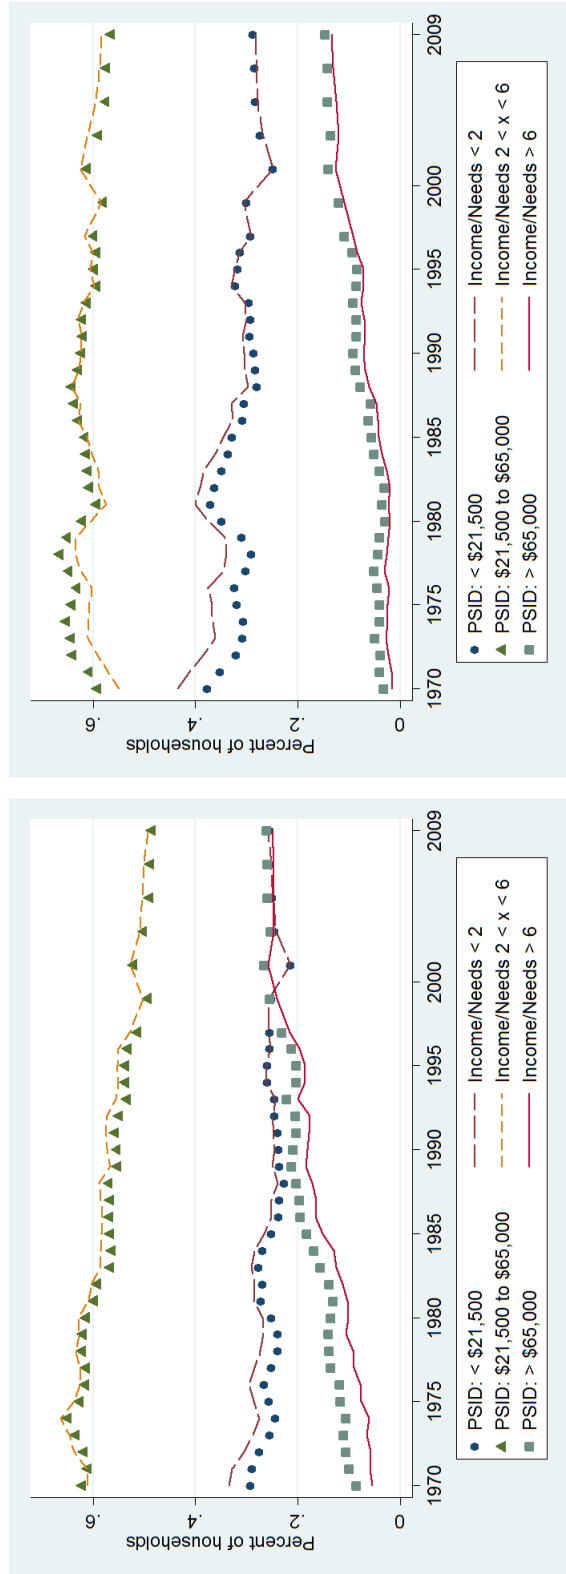 Percent of households
0
.2
.4
.6
1970
1975
1980
1985
1990
1995
2000
2009
PSID: < $21,500
Income/Needs < 2
PSID: $21,500 to $65,000
Income/Needs 2 < x < 6
PSID: > $65,000
Income/Needs > 6
Percent of households
0
.2
.4
.6
1970
1975
1980
1985
1990
1995
2000
2009
PSID: < $21,500
Income/Needs < 2
PSID: $21,500 to $65,000
Income/Needs 2 < x < 6
PSID: > $65,000
Income/Needs > 6